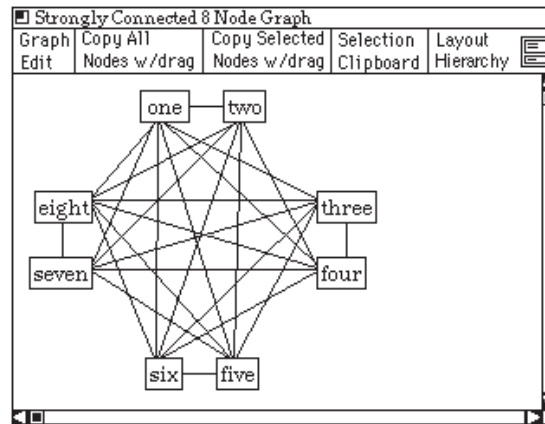 Strongly Connected 8 Node Graph
Graph Copy All Copy Selected Selection Layout
Edit Nodes w/drag Nodes w/drag Clipboard Hierarchy
one two
eight three
seven four
six five